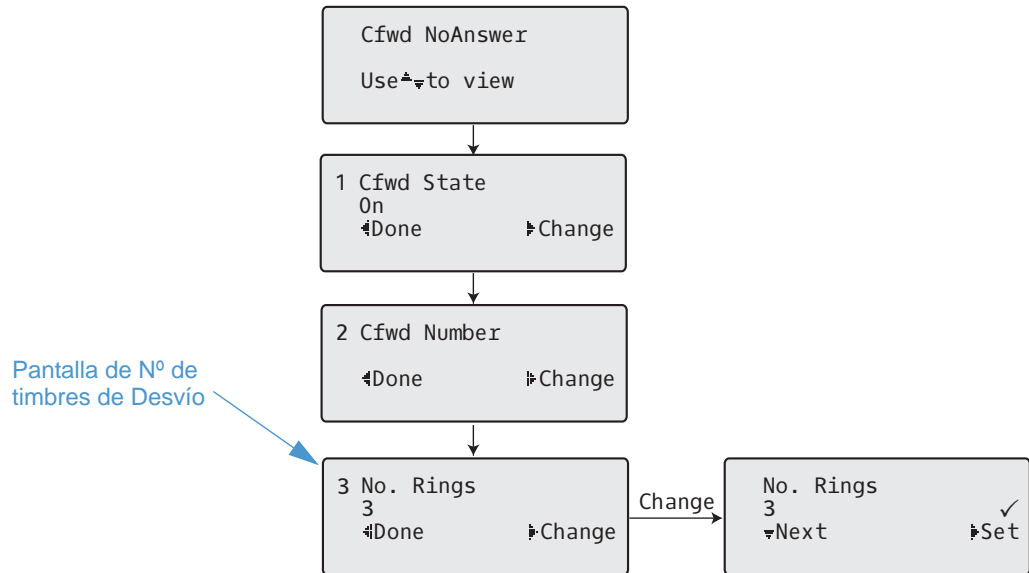 Cfwd NoAnswer
Use▲▼to view
1 Cfwd State
On
◀Done ▶Change
2 Cfwd Number
◀Done ▶Change
Pantalla de Nº de
timbres de Desvío
3 No. Rings
3
◀Done ▶Change
Change
No. Rings
3 ✓
▼Next ▶Set